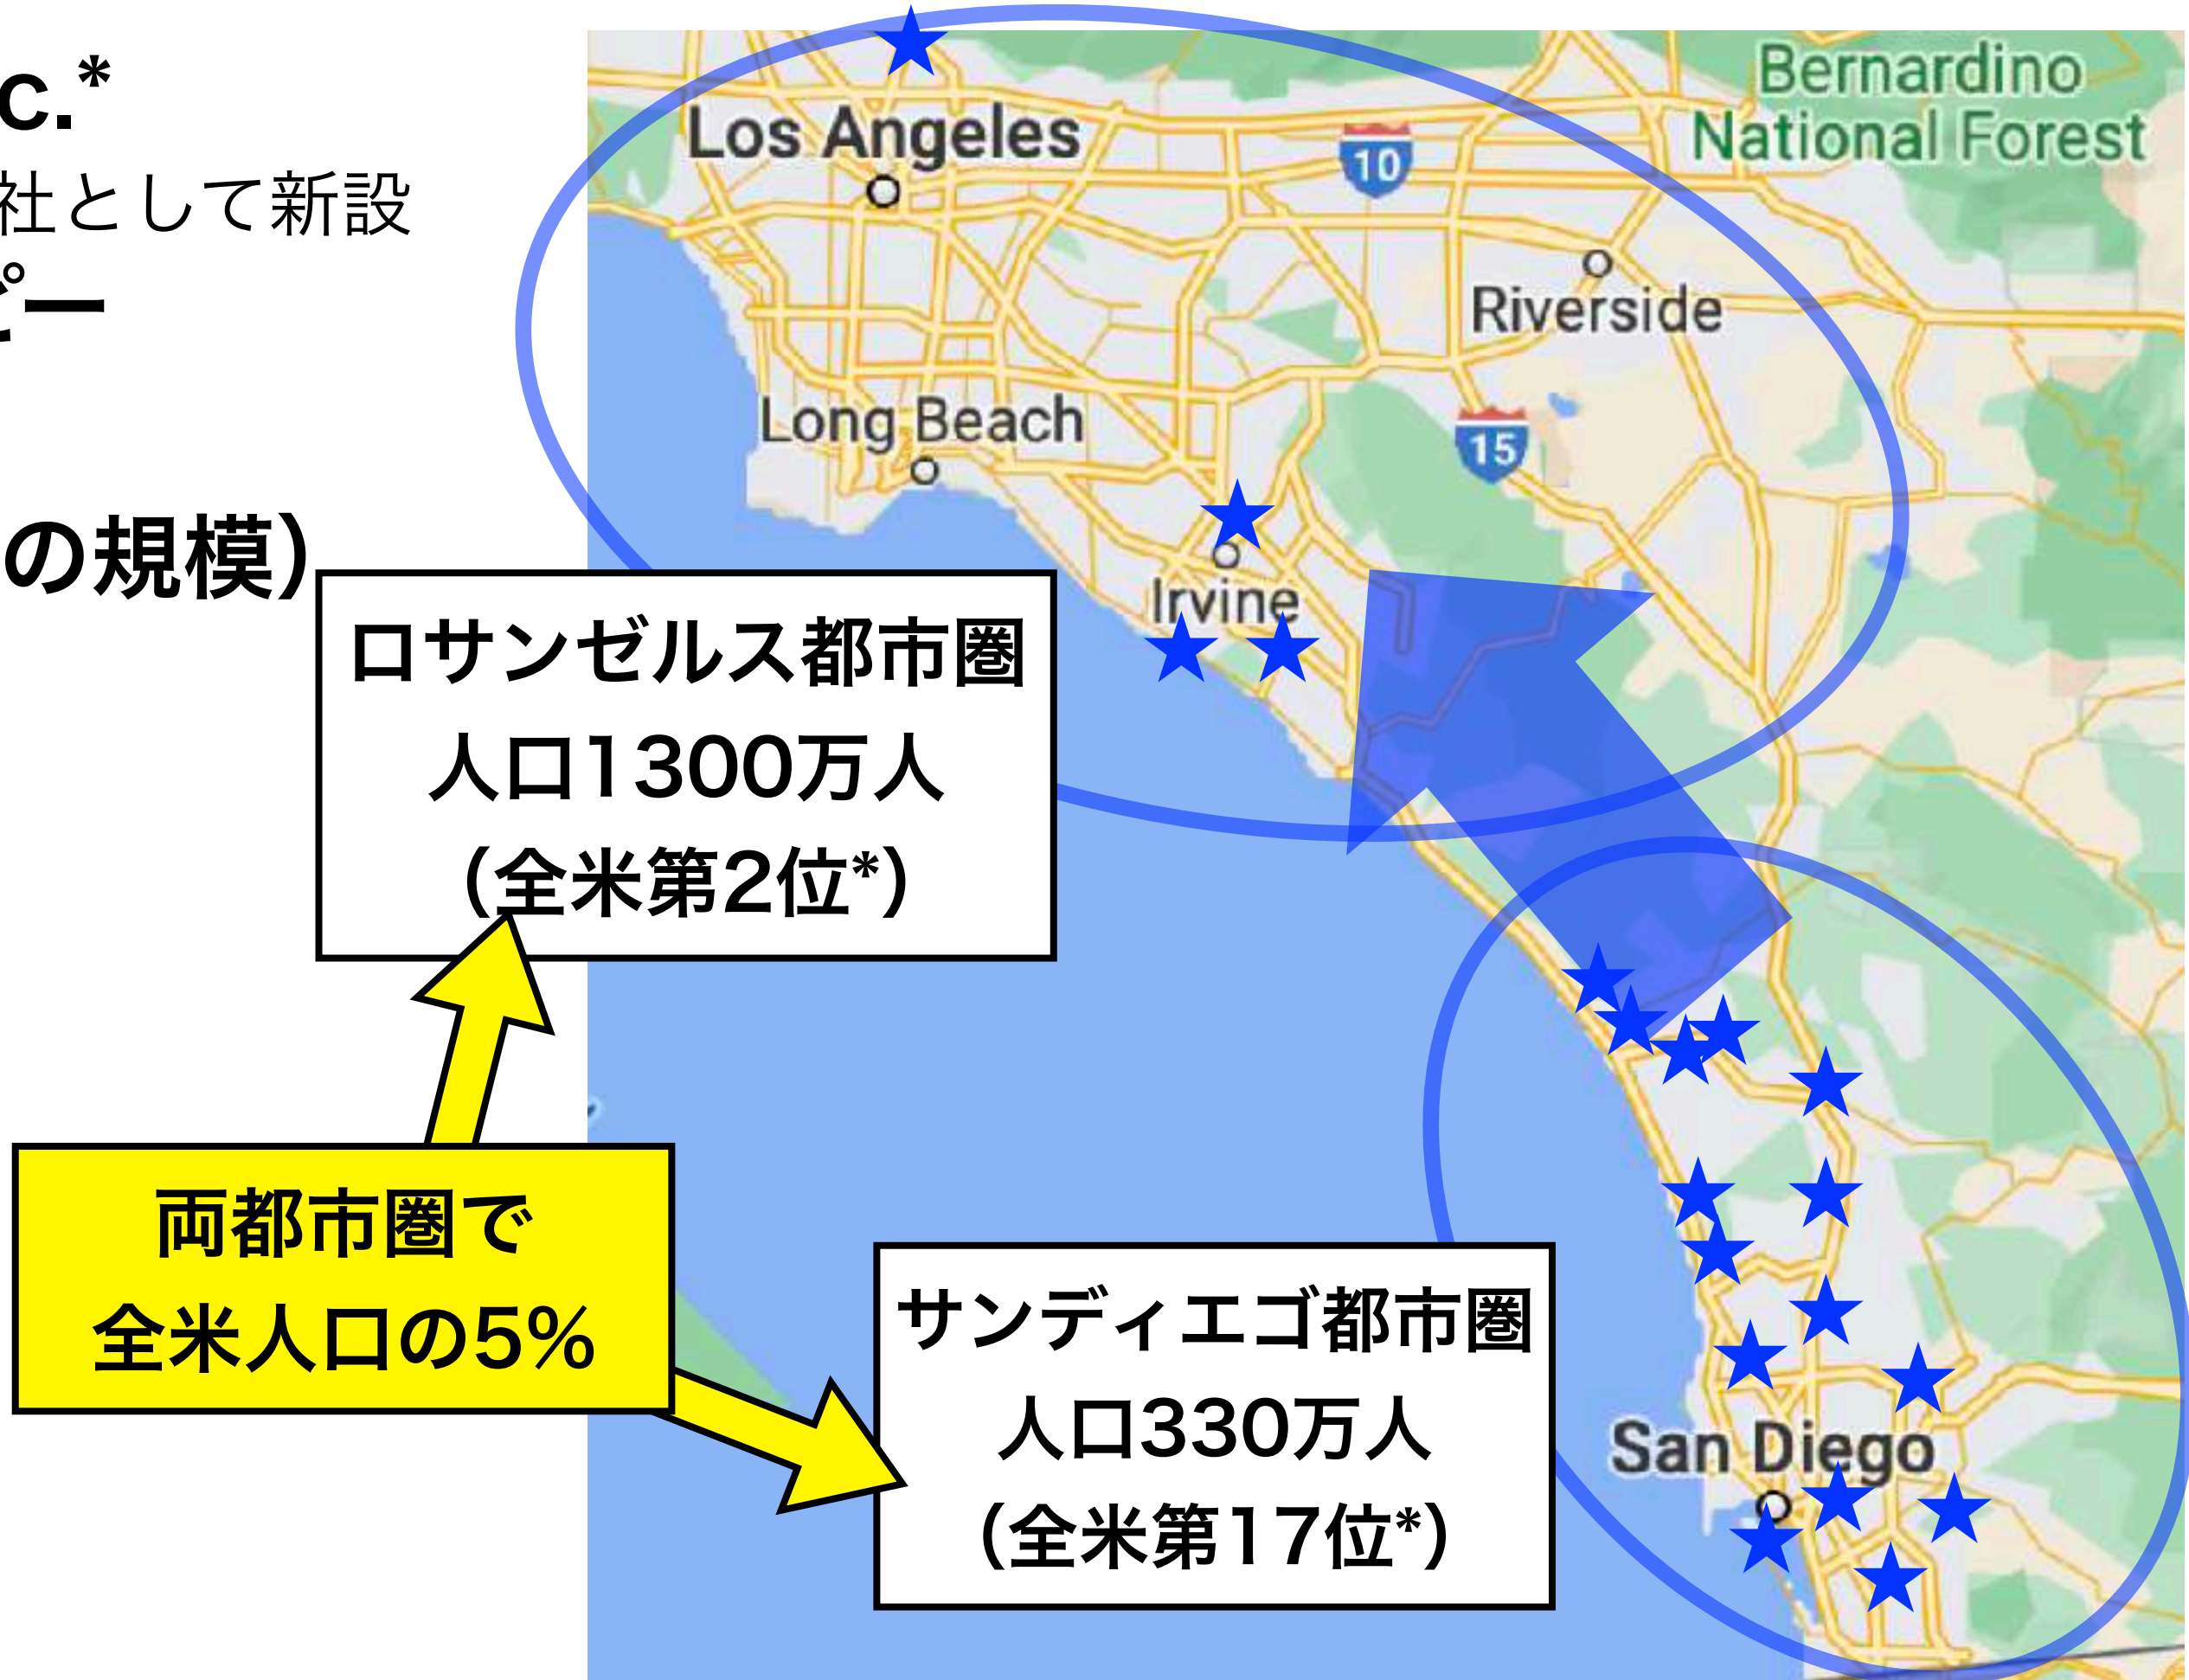 c.*
社として新設
ピー
の規模）
Los Angeles
10
Bernardino
National Forest
Riverside
Long Beach
15
Irvine
ロサンゼルス都市圏
人口1300万人
（全米第2位*）
両都市圏で
全米人口の5%
サンディエゴ都市圏
人口330万人
（全米第17位*）
San Diego